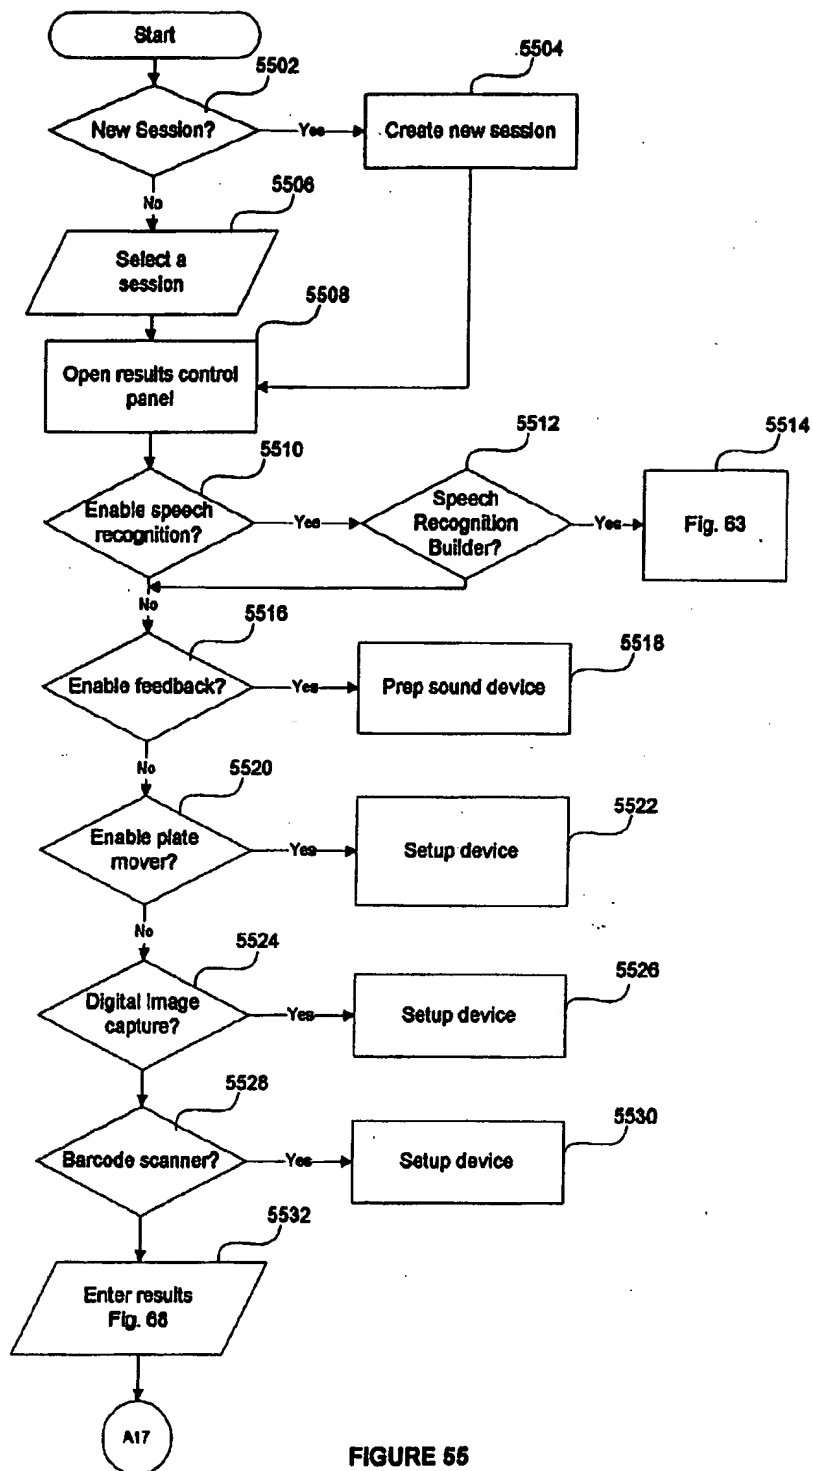 Start
5502
5504
New Session?
Yes
Create new session
No
5506
Select a
session
5508
Open results control
panel
5510
5512
5514
Enable speech
recognition?
Yes
Speech
Recognition
Builder?
Yes
Fig. 63
No
5516
5518
Enable feedback?
Yes
Prep sound device
No
5520
5522
Enable plate
mover?
Yes
Setup device
No
5524
5526
Digital image
capture?
Yes
Setup device
5528
5530
Barcode scanner?
Yes
Setup device
5532
Enter results
Fig. 68
A17
FIGURE 55